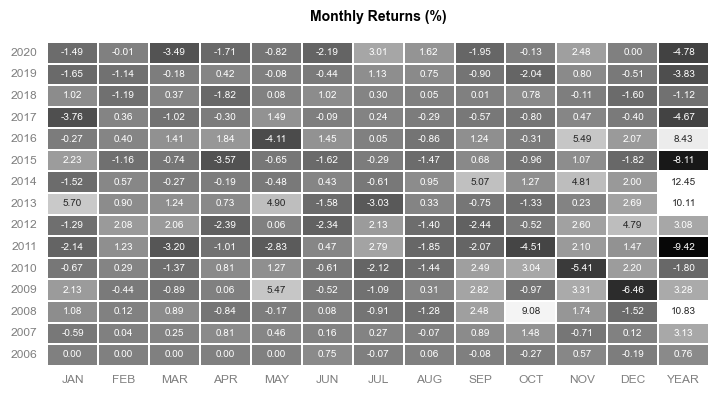 Monthly Returns (%)
2020 -1.49 -0.01 -3.49 -1.71 -0.82 -2.19 3.01 1.62 -1.95 -0.13 2.48 0.00 -4.78
2019 -1.65 -1.14 -0.18 0.42 -0.08 -0.44 1.13 0.75 -0.90 -2.04 0.80 -0.51 -3.83
2018 1.02 -1.19 0.37 -1.82 0.08 1.02 0.30 0.05 0.01 0.78 -0.11 -1.60 -1.12
2017 -3.76 0.36 -1.02 -0.30 1.49 -0.09 0.24 -0.29 -0.57 -0.80 0.47 -0.40 -4.67
2016 -0.27 0.40 1.41 1.84 -4.11 1.45 0.05 -0.86 1.24 -0.31 5.49 2.07 8.43
2015 2.23 -1.16 -0.74 -3.57 -0.65 -1.62 -0.29 -1.47 0.68 -0.96 1.07 -1.82 -8.11
2014 -1.52 0.57 -0.27 -0.19 -0.48 0.43 -0.61 0.95 5.07 1.27 4.81 2.00 12.45
2013 5.70 0.90 1.24 0.73 4.90 -1.58 -3.03 0.33 -0.75 -1.33 0.23 2.69 10.11
2012 -1.29 2.08 2.06 -2.39 0.06 -2.34 2.13 -1.40 -2.44 -0.52 2.60 4.79 3.08
2011 -2.14 1.23 -3.20 -1.01 -2.83 0.47 2.79 -1.85 -2.07 -4.51 2.10 1.47 -9.42
2010 -0.67 0.29 -1.37 0.81 1.27 -0.61 -2.12 -1.44 2.49 3.04 -5.41 2.20 -1.80
2009 2.13 -0.44 -0.89 0.06 5.47 -0.52 -1.09 0.31 2.82 -0.97 3.31 -6.46 3.28
2008 1.08 0.12 0.89 -0.84 -0.17 0.08 -0.91 -1.28 2.48 9.08 1.74 -1.52 10.83
2007 -0.59 0.04 0.25 0.81 0.46 0.16 0.27 -0.07 0.89 1.48 -0.71 0.12 3.13
2006 0.00 0.00 0.00 0.00 0.00 0.75 -0.07 0.06 -0.08 -0.27 0.57 -0.19 0.76
JAN FEB MAR APR MAY JUN JUL AUG SEP OCT NOV DEC YEAR